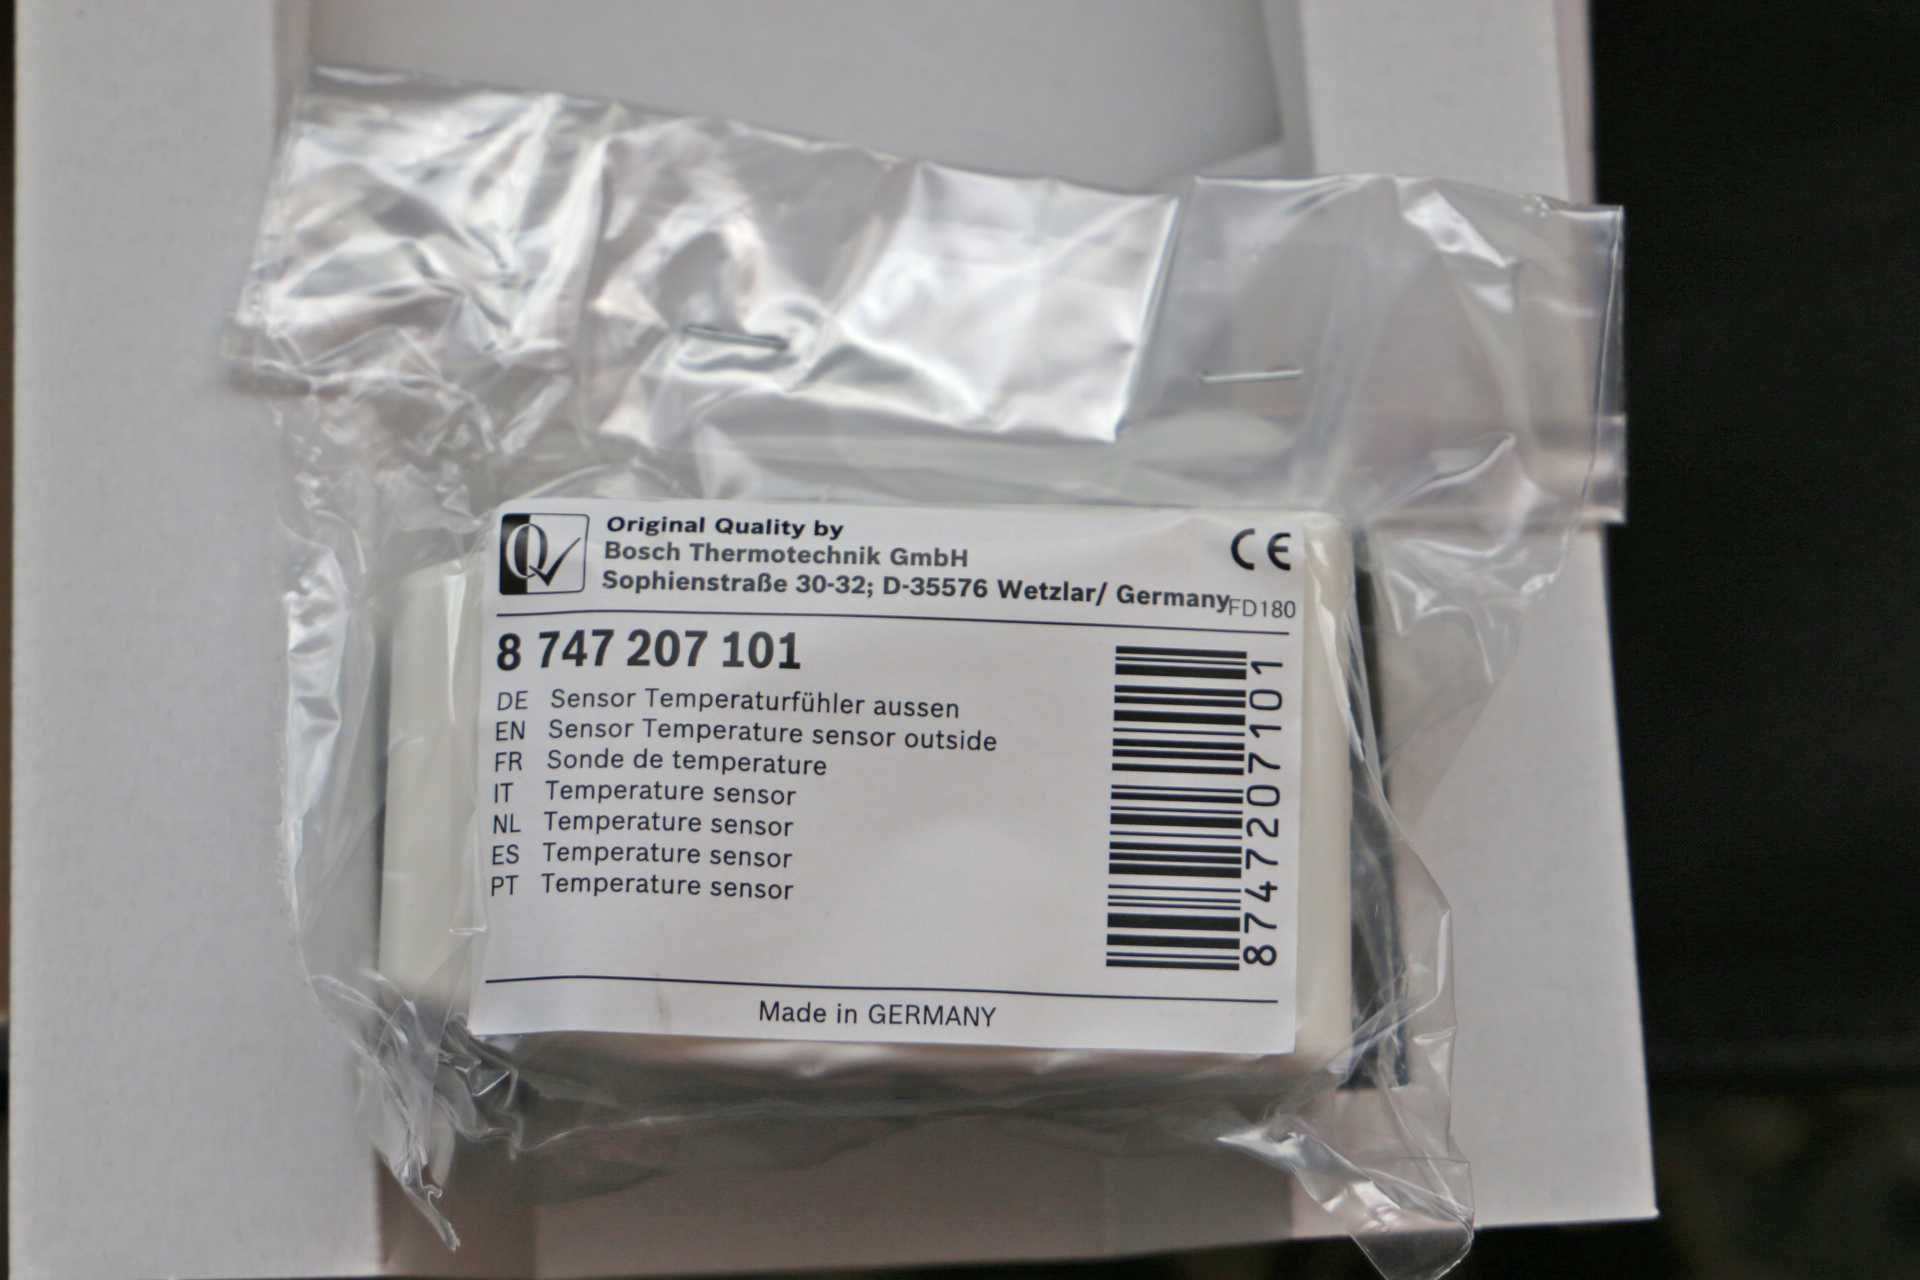 Original Quality by
Bosch Thermotechnik GmbH
Sophienstraße 30-32; D-35576 Wetzlar/ Germany
FD180
CE
8 747 207 101
DE Sensor Temperaturfühler aussen
EN Sensor Temperature sensor outside
FR Sonde de temperature
IT Temperature sensor
NL Temperature sensor
ES Temperature sensor
PT Temperature sensor
8747207101
Made in GERMANY